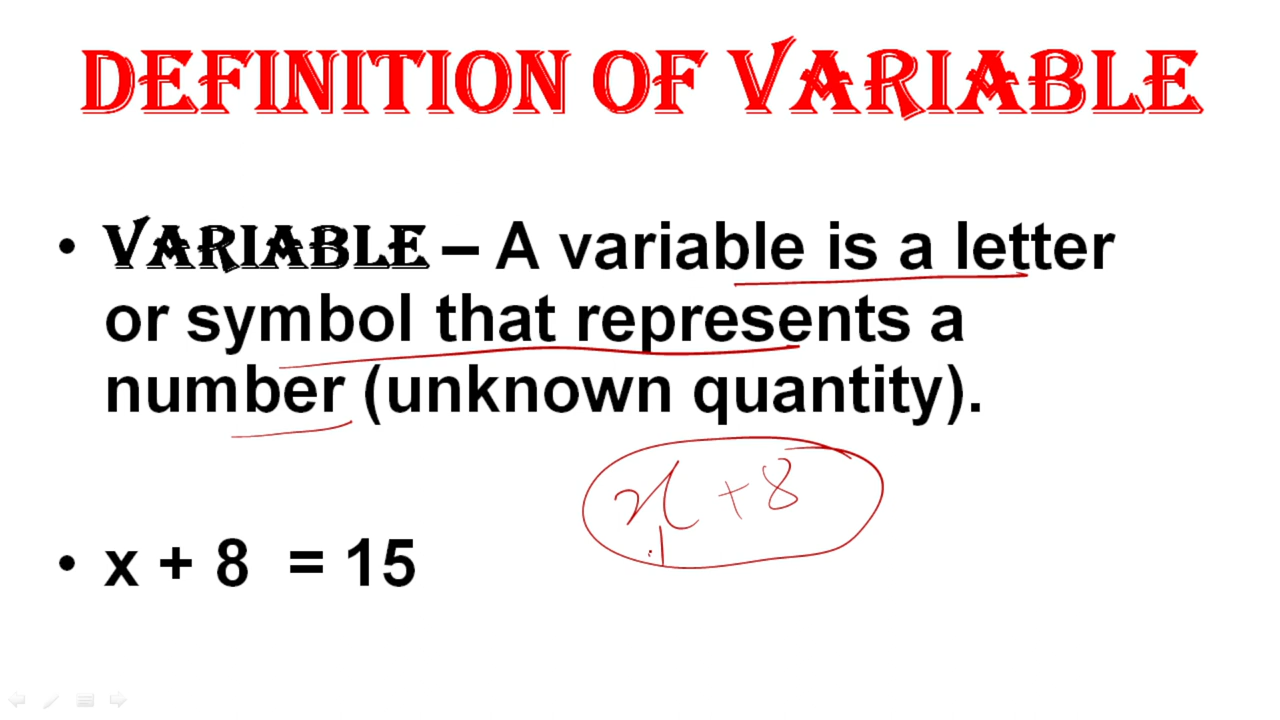 DEFINITION OF VARIABLE
• VARIABLE – A variable is a letter
or symbol that represents a
number (unknown quantity).
x + 8
• x + 8 = 15